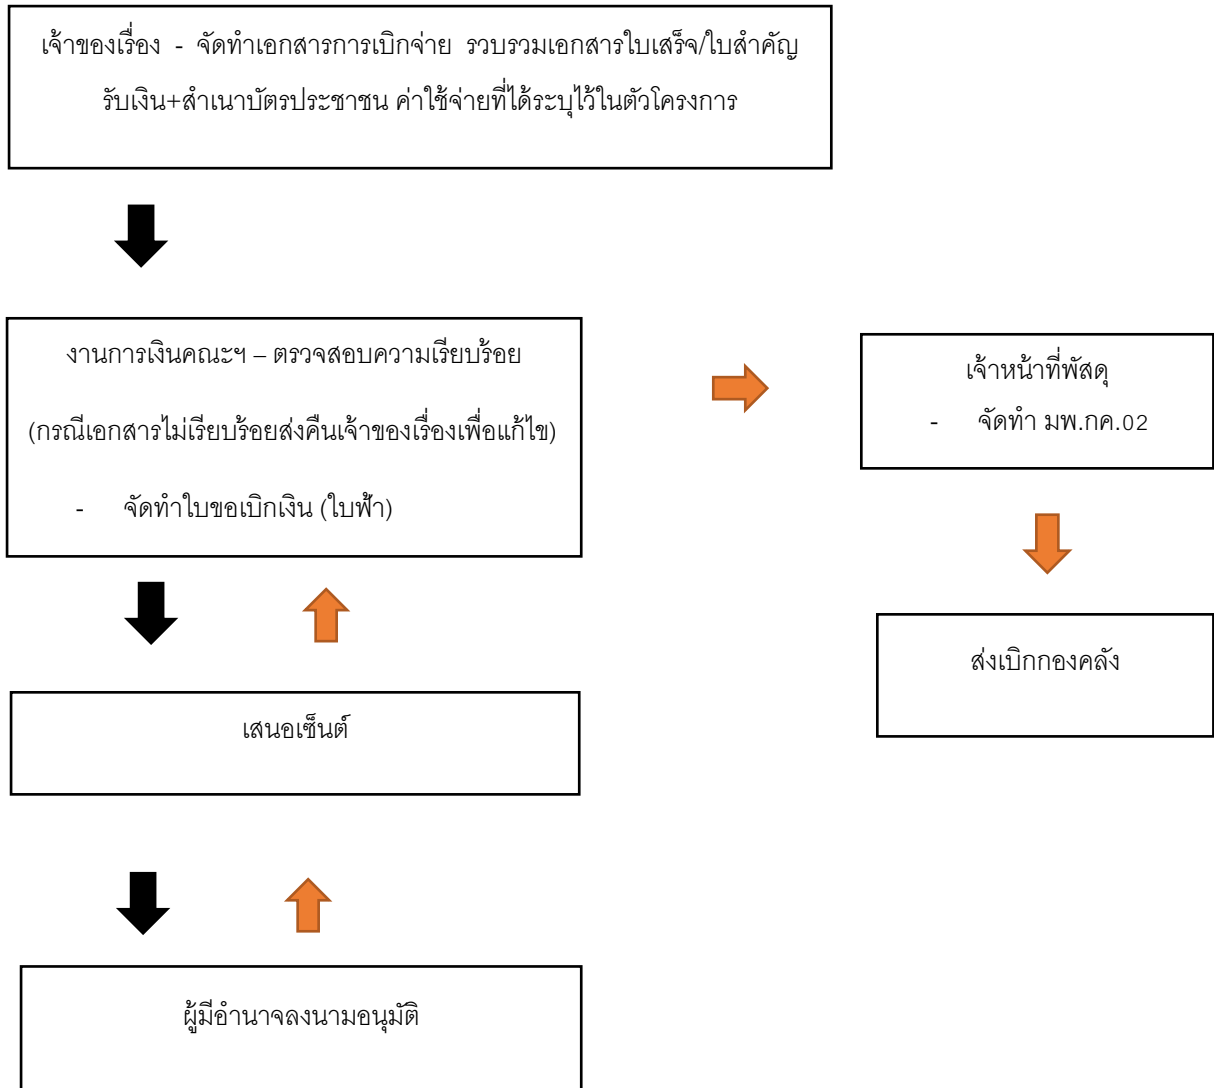 เจ้าของเรื่อง - จัดทำเอกสารการเบิกจ่าย รวบรวมเอกสารใบเสร็จ/ใบสำคัญ
รับเงิน+สำเนาบัตรประชาชน ค่าใช้จ่ายที่ได้ระบุไว้ในตัวโครงการ
งานการเงินคณะฯ – ตรวจสอบความเรียบร้อย
(กรณีเอกสารไม่เรียบร้อยส่งคืนเจ้าของเรื่องเพื่อแก้ไข)
- จัดทำใบขอเบิกเงิน (ใบฟ้า)
เจ้าหน้าที่พัสดุ
- จัดทำ มพ.กค.02
ส่งเบิกกองคลัง
เสนอเซ็นต์
ผู้มีอำนาจลงนามอนุมัติ